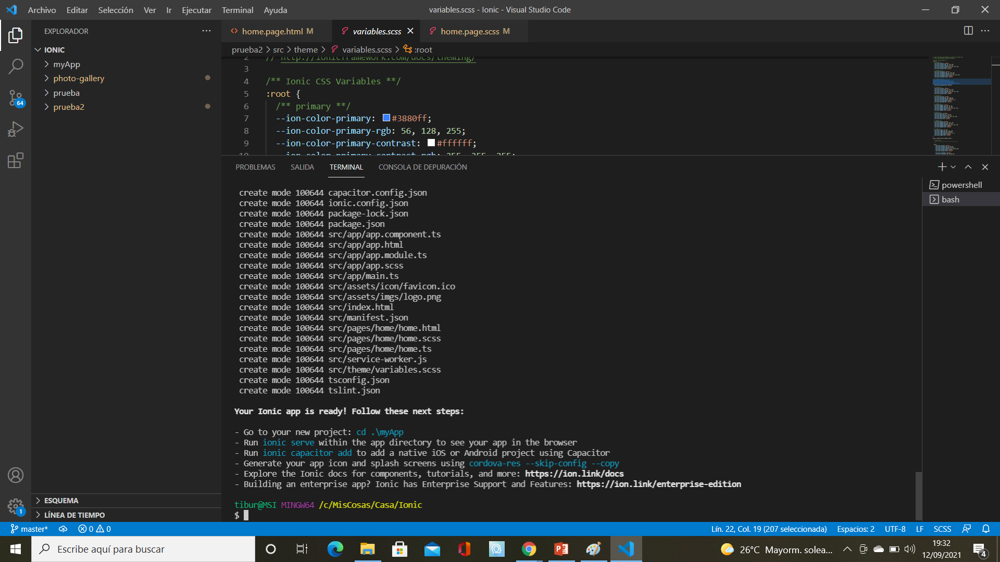 Archivo Editar Selección Ver Ir Ejecutar Terminal Ayuda
variables.scss - Ionic - Visual Studio Code
EXPLORADOR
IONIC
myApp
photo-gallery
prueba
prueba2
64
home.page.html M
variables.scss
home.page.scss M
prueba2 > src > theme > variables.scss > :root
2 // http://ionicframework.com/docs/theming/
3
4 /** Ionic CSS Variables **/
5 :root {
6 /** primary **/
7 --ion-color-primary: #3880ff;
8 --ion-color-primary-rgb: 56, 128, 255;
9 --ion-color-primary-contrast: #ffffff;
10 --ion-color-primary-contrast-rgb: 255, 255, 255;
PROBLEMAS SALIDA TERMINAL CONSOLA DE DEPURACIÓN
powershell
bash
create mode 100644 capacitor.config.json
create mode 100644 ionic.config.json
create mode 100644 package-lock.json
create mode 100644 package.json
create mode 100644 src/app/app.component.ts
create mode 100644 src/app/app.html
create mode 100644 src/app/app.module.ts
create mode 100644 src/app/app.scss
create mode 100644 src/app/main.ts
create mode 100644 src/assets/icon/favicon.ico
create mode 100644 src/assets/imgs/logo.png
create mode 100644 src/index.html
create mode 100644 src/manifest.json
create mode 100644 src/pages/home/home.html
create mode 100644 src/pages/home/home.scss
create mode 100644 src/pages/home/home.ts
create mode 100644 src/service-worker.js
create mode 100644 src/theme/variables.scss
create mode 100644 tsconfig.json
create mode 100644 tslint.json
Your Ionic app is ready! Follow these next steps:
- Go to your new project: cd .\myApp
- Run ionic serve within the app directory to see your app in the browser
- Run ionic capacitor add to add a native iOS or Android project using Capacitor
- Generate your app icon and splash screens using cordova-res --skip-config --copy
- Explore the Ionic docs for components, tutorials, and more: https://ion.link/docs
- Building an enterprise app? Ionic has Enterprise Support and Features: https://ion.link/enterprise-edition
tibur@MSI MINGW64 /c/MisCosas/Casa/Ionic
$
ESQUEMA
LÍNEA DE TIEMPO
1
master* 0 0
Lín. 22, Col. 19 (207 seleccionada) Espacios: 2 UTF-8 LF SCSS
Escribe aquí para buscar
26°C Mayorm. solea...
19:32
12/09/2021
4